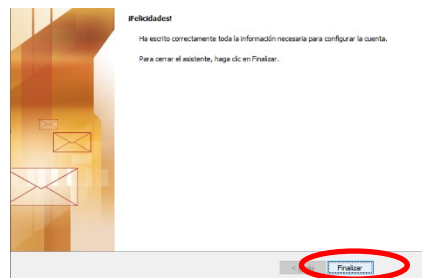 ¡Felicidades!
Ha escrito correctamente toda la información necesaria para configurar la cuenta.
Para cerrar el asistente, haga clic en Finalizar.
Finalizar